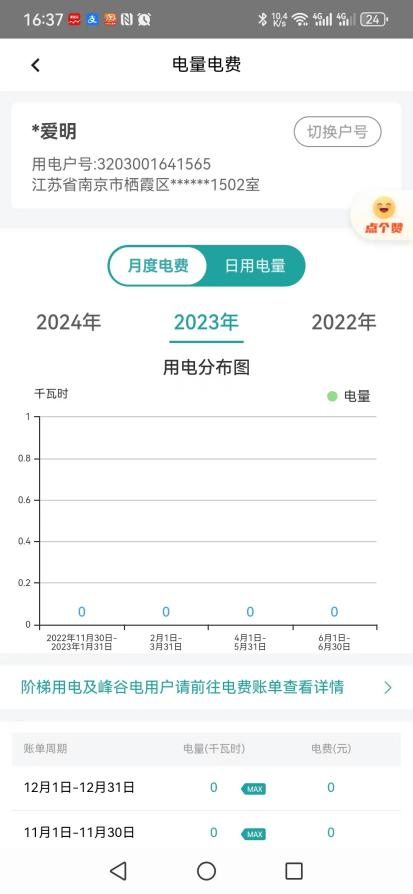 16:37
10.4
K/s
4G
4G
24
电量电费
*爱明
切换户号
用电户号:3203001641565
江苏省南京市栖霞区******1502室
点个赞
月度电费
日用电量
2024年
2023年
2022年
用电分布图
千瓦时
电量
1
0.8
0.6
0.4
0.2
0
0
0
0
0
2022年11月30日-
2023年1月31日
2月1日-
3月31日
4月1日-
5月31日
6月1日-
6月30日
阶梯用电及峰谷电用户请前往电费账单查看详情
账单周期
电量(千瓦时)
电费(元)
12月1日-12月31日
0
MAX
0
11月1日-11月30日
0
MAX
0